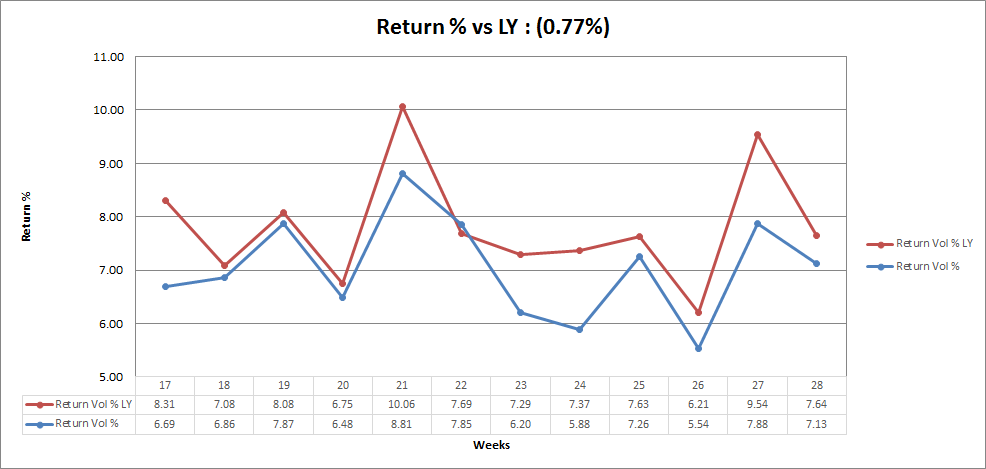 Return % vs LY : (0.77%)
11.00
10.00
9.00
8.00
7.00
6.00
5.00
Return %
Return Vol % LY
Return Vol %
17 18 19 20 21 22 23 24 25 26 27 28
Return Vol % LY 8.31 7.08 8.08 6.75 10.06 7.69 7.29 7.37 7.63 6.21 9.54 7.64
Return Vol % 6.69 6.86 7.87 6.48 8.81 7.85 6.20 5.88 7.26 5.54 7.88 7.13
Weeks